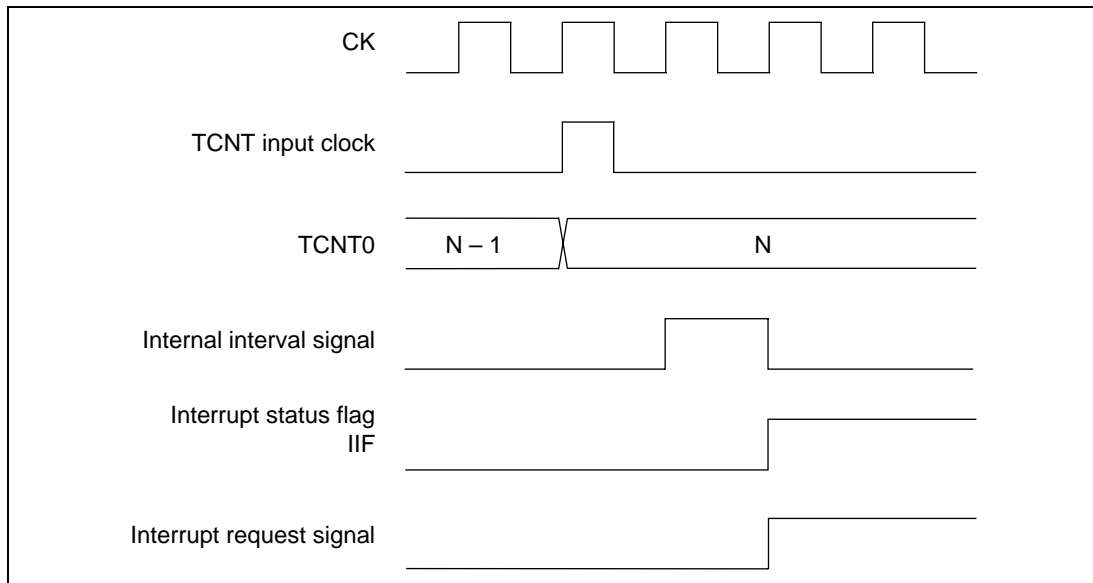 CK
TCNT input clock
TCNT0
N – 1
N
Internal interval signal
Interrupt status flag
IIF
Interrupt request signal